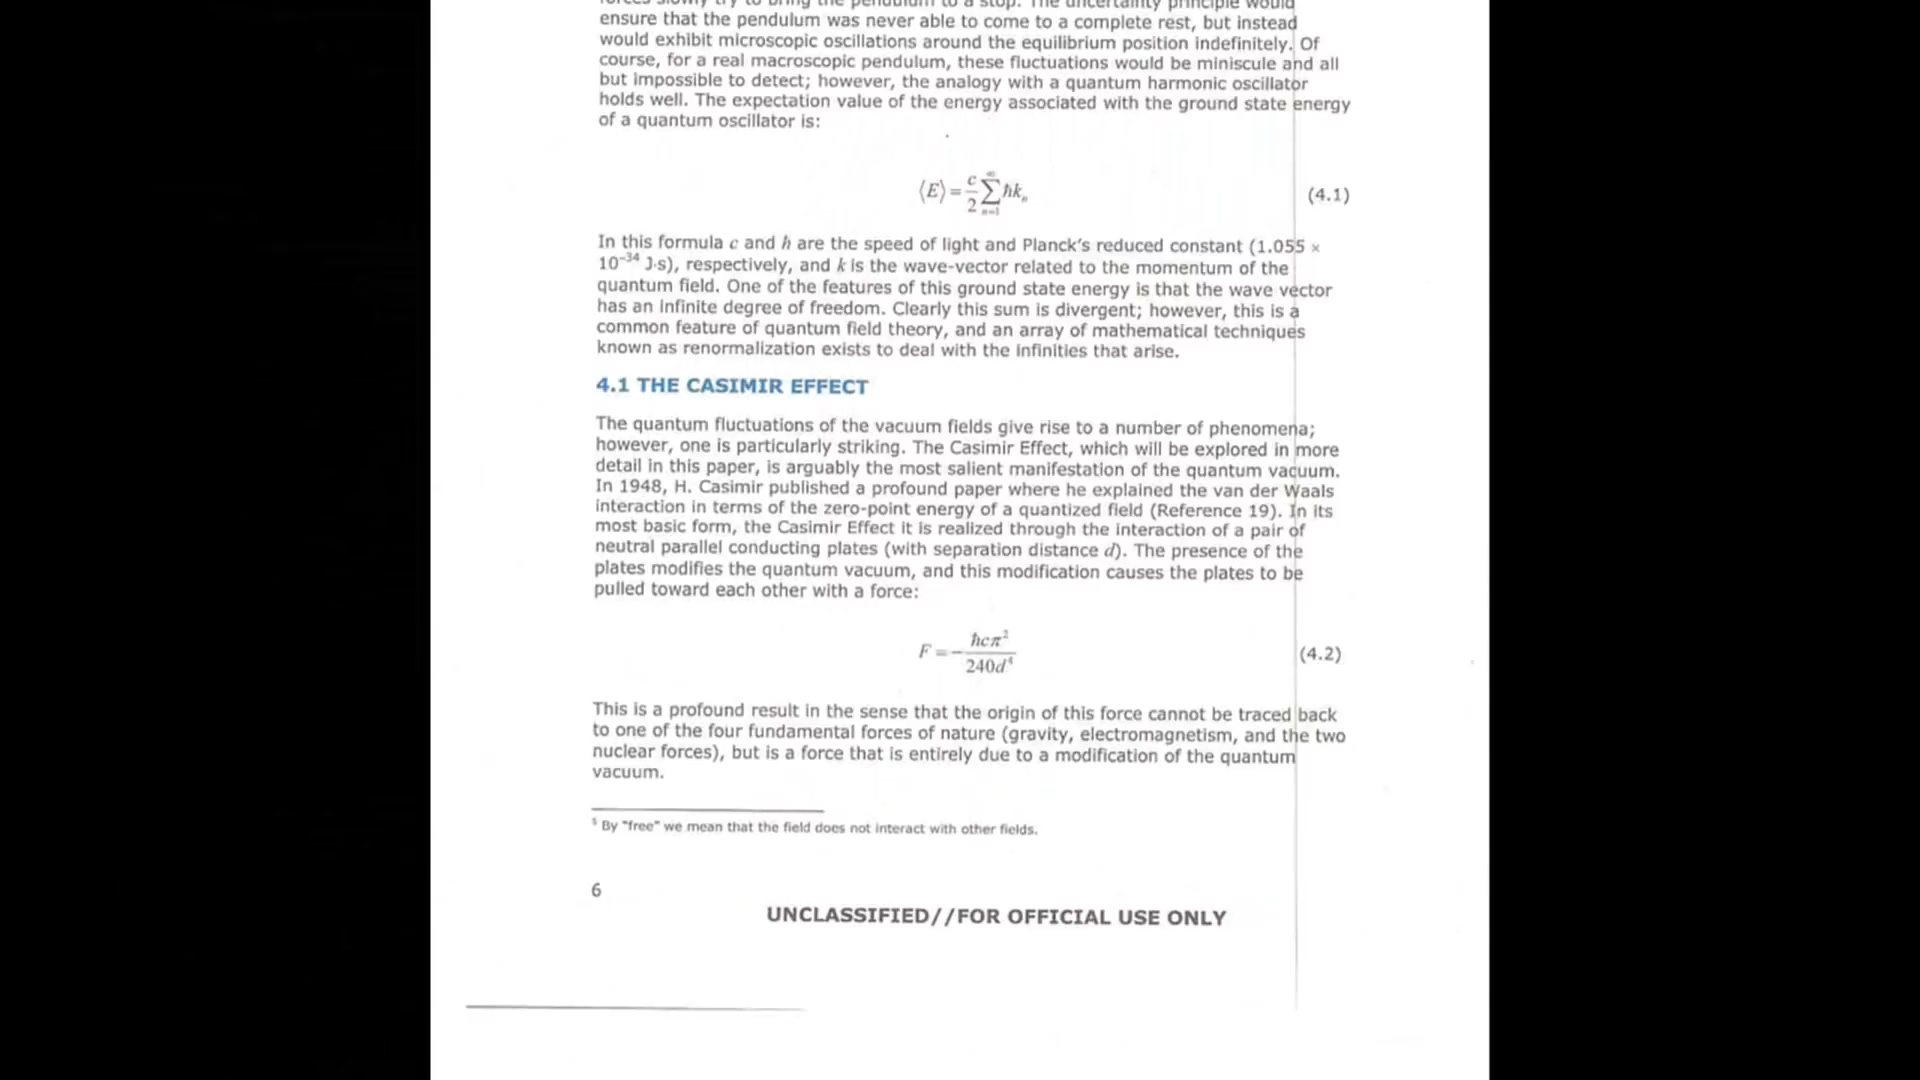 forces slowly try to bring the pendulum to a stop. The uncertainty principle would
ensure that the pendulum was never able to come to a complete rest, but instead
would exhibit microscopic oscillations around the equilibrium position indefinitely. Of
course, for a real macroscopic pendulum, these fluctuations would be miniscule and all
but impossible to detect; however, the analogy with a quantum harmonic oscillator
holds well. The expectation value of the energy associated with the ground state energy
of a quantum oscillator is:
⟨E⟩ = c/2 ∑_{n=1}^{∞} ħk_n (4.1)
In this formula c and ħ are the speed of light and Planck's reduced constant (1.055 ×
10⁻³⁴ J·s), respectively, and k is the wave-vector related to the momentum of the
quantum field. One of the features of this ground state energy is that the wave vector
has an infinite degree of freedom. Clearly this sum is divergent; however, this is a
common feature of quantum field theory, and an array of mathematical techniques
known as renormalization exists to deal with the infinities that arise.
4.1 THE CASIMIR EFFECT
The quantum fluctuations of the vacuum fields give rise to a number of phenomena;
however, one is particularly striking. The Casimir Effect, which will be explored in more
detail in this paper, is arguably the most salient manifestation of the quantum vacuum.
In 1948, H. Casimir published a profound paper where he explained the van der Waals
interaction in terms of the zero-point energy of a quantized field (Reference 19). In its
most basic form, the Casimir Effect it is realized through the interaction of a pair of
neutral parallel conducting plates (with separation distance d). The presence of the
plates modifies the quantum vacuum, and this modification causes the plates to be
pulled toward each other with a force:
F = −ħcπ²/240d⁴ (4.2)
This is a profound result in the sense that the origin of this force cannot be traced back
to one of the four fundamental forces of nature (gravity, electromagnetism, and the two
nuclear forces), but is a force that is entirely due to a modification of the quantum
vacuum.
⁵ By "free" we mean that the field does not interact with other fields.
6
UNCLASSIFIED//FOR OFFICIAL USE ONLY